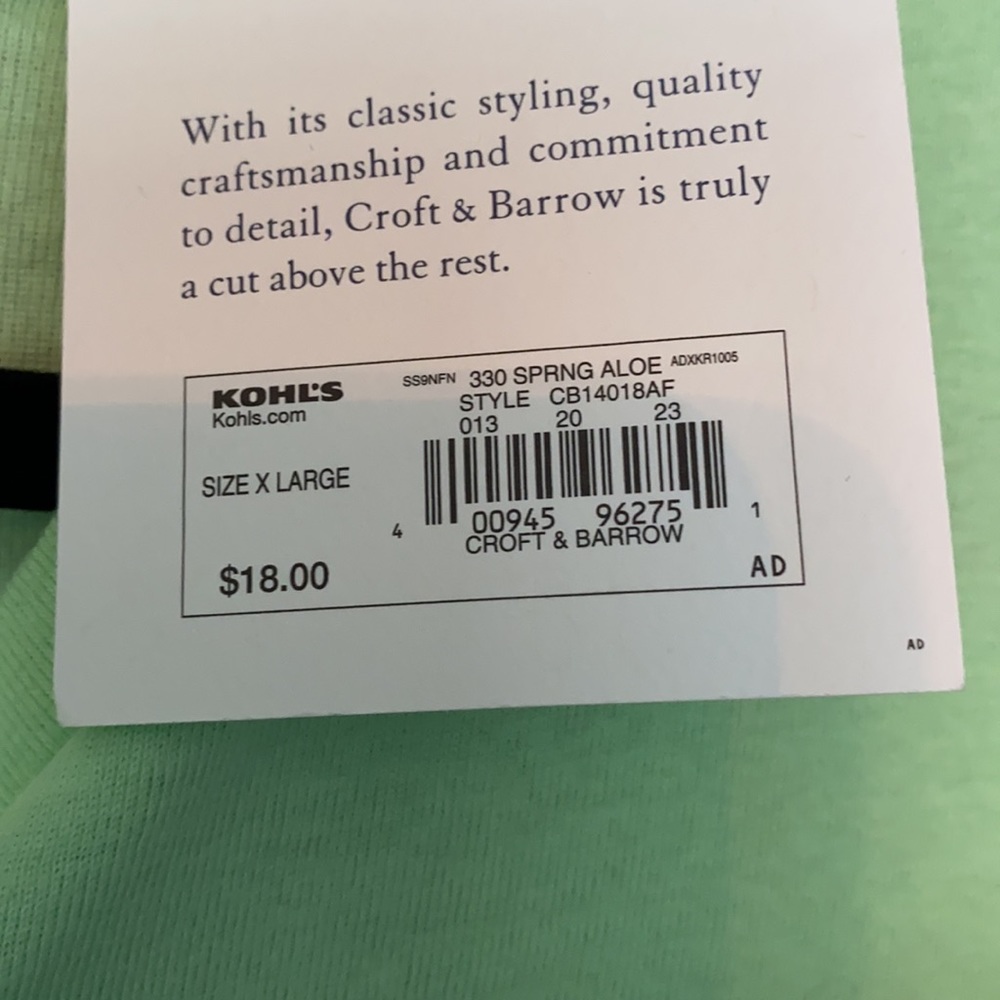 With its classic styling, quality
craftsmanship and commitment
to detail, Croft & Barrow is truly
a cut above the rest.
KOHL'S
Kohls.com
SS9NFN 330 SPRNG ALOE ADXKR1005
STYLE CB14018AF
013 20 23
SIZE X LARGE
4 00945 96275 1
CROFT & BARROW
$18.00
AD
AD